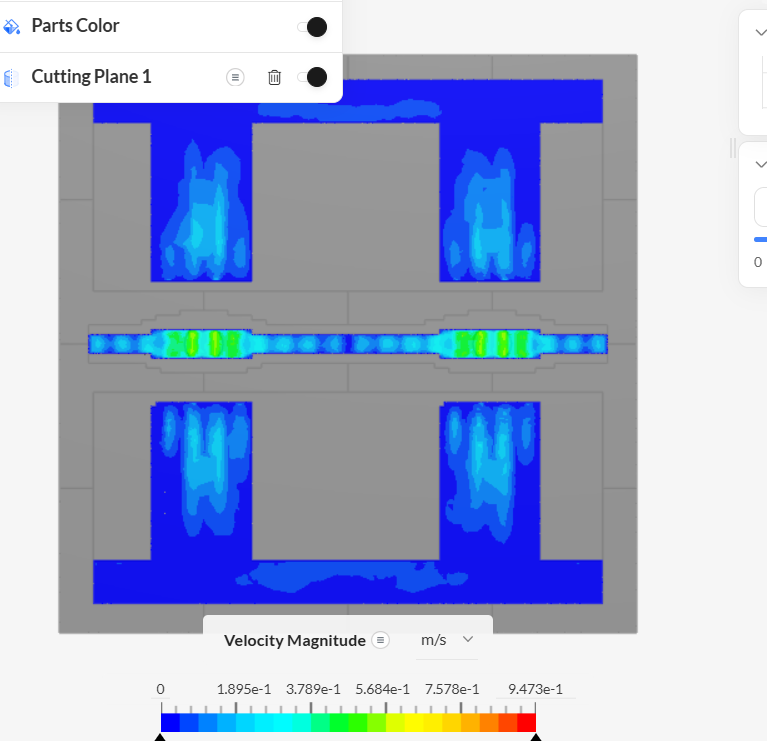 Parts Color
Cutting Plane 1
0
Velocity Magnitude m/s
0 1.895e-1 3.789e-1 5.684e-1 7.578e-1 9.473e-1